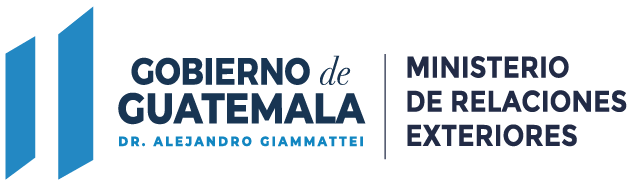 GOBIERNO de
GUATEMALA
DR. ALEJANDRO GIAMMATTEI
MINISTERIO
DE RELACIONES
EXTERIORES